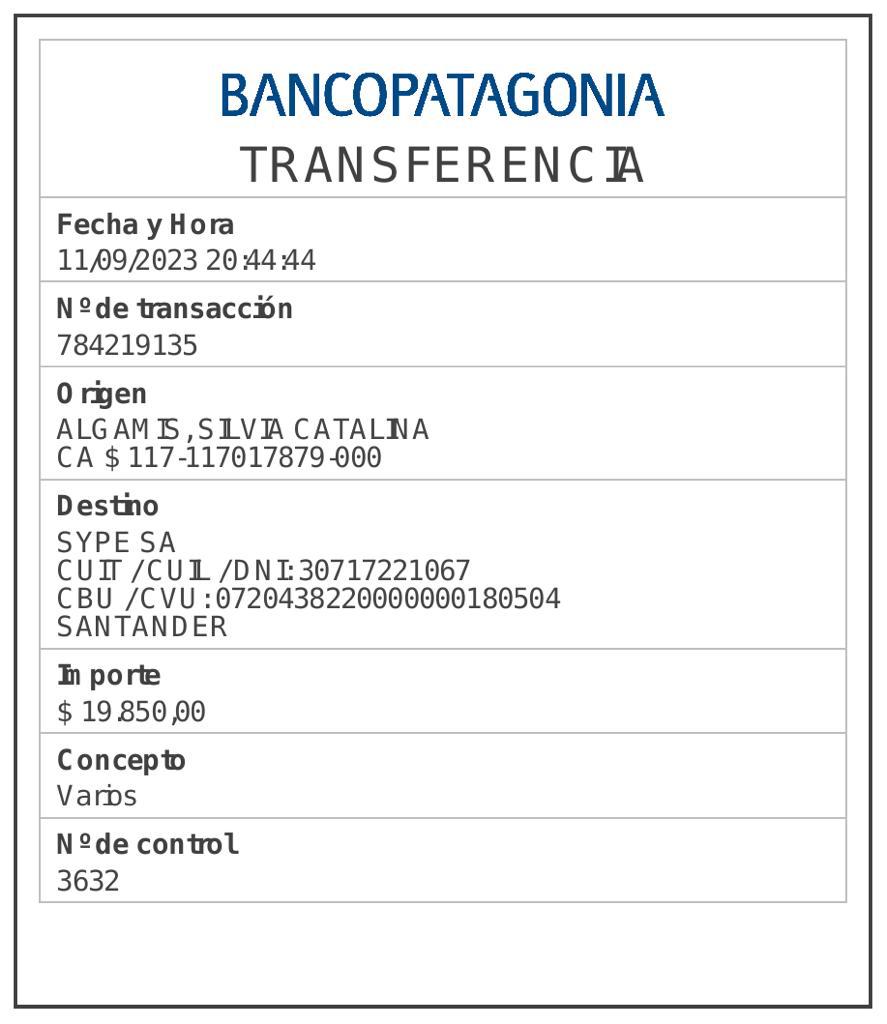 BANCOPATAGONIA
TRANSFERENCIA
Fecha y Hora
11/09/2023 20:44:44
Nº de transacción
784219135
Origen
ALGAMIS, SILVIA CATALINA
CA $ 117-117017879-000
Destino
SYPE SA
CUIT/CUIL/DNI:30717221067
CBU/CVU:0720438220000000180504
SANTANDER
Importe
$ 19.850,00
Concepto
Varios
Nº de control
3632